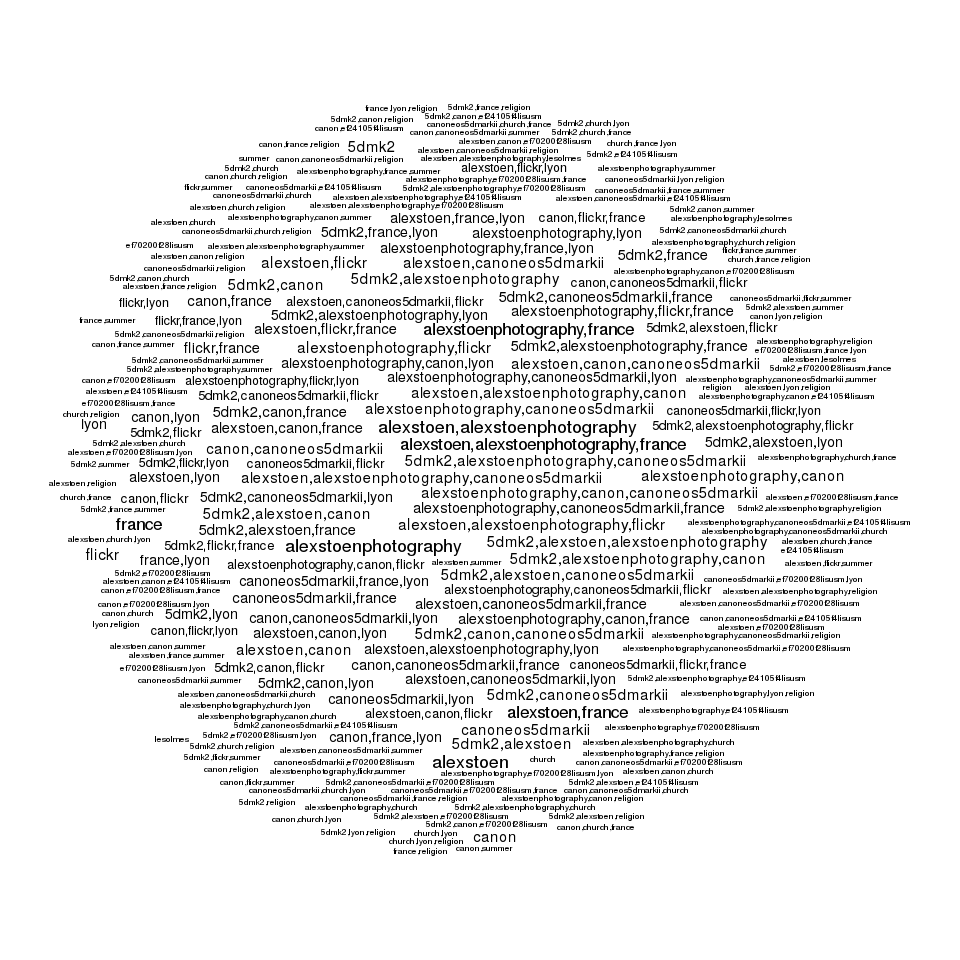 france,lyon,religion 5dmk2,france,religion
5dmk2,canon,religion 5dmk2,canon,ef24105f4lisusm
canon,ef24105f4lisusm canoneos5dmarkii,church,france 5dmk2,church,lyon
canon,canoneos5dmarkii,summer 5dmk2,church,france
canon,france,religion 5dmk2 alexstoen,canon,ef70200f28lisusm church,france,lyon
alexstoen,canoneos5dmarkii,religion 5dmk2,ef24105f4lisusm
summer canon,canoneos5dmarkii,religion alexstoen,alexstoenphotography,lesolmes
5dmk2,church alexstoenphotography,france,summer alexstoen,flickr,lyon alexstoenphotography,summer
canon,church,religion alexstoenphotography,ef70200f28lisusm,france canoneos5dmarkii,lyon,religion
flickr,summer canoneos5dmarkii,ef24105f4lisusm 5dmk2,alexstoen,ef70200f28lisusm canoneos5dmarkii,france,summer
canoneos5dmarkii,church alexstoen,alexstoenphotography,ef24105f4lisusm alexstoen,canoneos5dmarkii,ef70200f28lisusm
alexstoen,church,religion alexstoen,alexstoenphotography,ef70200f28lisusm 5dmk2,canon,summer
alexstoen,church alexstoenphotography,canon,summer alexstoen,france,lyon canon,flickr,france alexstoenphotography,lesolmes
canoneos5dmarkii,church,religion 5dmk2,france,lyon alexstoenphotography,lyon 5dmk2,canoneos5dmarkii,church
ef70200f28lisusm alexstoen,alexstoenphotography,summer alexstoenphotography,france,lyon alexstoenphotography,church,religion
alexstoen,canon,religion 5dmk2,france flickr,france,summer
canoneos5dmarkii,religion alexstoen,flickr alexstoen,canoneos5dmarkii church,france,religion
5dmk2,canon,church 5dmk2,alexstoenphotography alexstoenphotography,canon,ef70200f28lisusm
alexstoen,france,religion 5dmk2,canon canon,canoneos5dmarkii,flickr
flickr,lyon canon,france alexstoen,canoneos5dmarkii,flickr 5dmk2,canoneos5dmarkii,france canoneos5dmarkii,flickr,summer
5dmk2,alexstoenphotography,lyon alexstoenphotography,flickr,france 5dmk2,alexstoen,summer
france,summer flickr,france,lyon canon,lyon,religion
alexstoen,flickr,france alexstoenphotography,france 5dmk2,alexstoen,flickr
5dmk2,canoneos5dmarkii,religion alexstoenphotography,religion
canon,france,summer flickr,france alexstoenphotography,flickr 5dmk2,alexstoenphotography,france ef70200f28lisusm,france,lyon
5dmk2,canoneos5dmarkii,summer alexstoenphotography,canon,lyon alexstoen,canon,canoneos5dmarkii alexstoen,lesolmes
5dmk2,alexstoenphotography,summer 5dmk2,ef70200f28lisusm,france
canon,ef70200f28lisusm alexstoenphotography,flickr,lyon alexstoenphotography,canoneos5dmarkii,lyon alexstoenphotography,canoneos5dmarkii,summer
alexstoen,ef24105f4lisusm 5dmk2,canoneos5dmarkii,flickr alexstoen,alexstoenphotography,canon religion alexstoen,lyon,religion
alexstoenphotography,canon,ef24105f4lisusm
ef70200f28lisusm,france 5dmk2,canon,france alexstoenphotography,canoneos5dmarkii canoneos5dmarkii,flickr,lyon
church,religion canon,lyon
lyon 5dmk2,flickr alexstoen,canon,france alexstoen,alexstoenphotography 5dmk2,alexstoenphotography,flickr
5dmk2,alexstoen,church canon,canoneos5dmarkii alexstoen,alexstoenphotography,france 5dmk2,alexstoen,lyon
alexstoen,ef70200f28lisusm,lyon
5dmk2,summer 5dmk2,flickr,lyon canoneos5dmarkii,flickr 5dmk2,alexstoenphotography,canoneos5dmarkii alexstoenphotography,church,france
alexstoen,religion alexstoen,lyon alexstoen,alexstoenphotography,canoneos5dmarkii alexstoenphotography,canon
church,france canon,flickr 5dmk2,canoneos5dmarkii,lyon alexstoenphotography,canon,canoneos5dmarkii alexstoen,ef70200f28lisusm,france
5dmk2,france,summer 5dmk2,alexstoen,canon alexstoenphotography,canoneos5dmarkii,france 5dmk2,alexstoenphotography,religion
france 5dmk2,alexstoen,france alexstoen,alexstoenphotography,flickr alexstoenphotography,canoneos5dmarkii,ef24105f4lisusm
alexstoenphotography,canoneos5dmarkii,church
alexstoen,church,lyon 5dmk2,flickr,france alexstoenphotography 5dmk2,alexstoen,alexstoenphotography alexstoen,church,france
flickr france,lyon 5dmk2,alexstoenphotography,canon ef24105f4lisusm
alexstoenphotography,canon,flickr alexstoen,summer alexstoen,flickr,summer
5dmk2,ef70200f28lisusm 5dmk2,alexstoen,canoneos5dmarkii
alexstoen,canon,ef24105f4lisusm canoneos5dmarkii,france,lyon canoneos5dmarkii,ef70200f28lisusm,lyon
canon,ef70200f28lisusm,france alexstoenphotography,canoneos5dmarkii,flickr alexstoen,alexstoenphotography,religion
canon,ef70200f28lisusm,lyon canoneos5dmarkii,france alexstoen,canoneos5dmarkii,france alexstoen,canoneos5dmarkii,ef24105f4lisusm
canon,church 5dmk2,lyon canon,canoneos5dmarkii,lyon alexstoenphotography,canon,france canon,canoneos5dmarkii,ef24105f4lisusm
lyon,religion canon,flickr,lyon alexstoen,canon,lyon 5dmk2,canon,canoneos5dmarkii alexstoen,ef70200f28lisusm
alexstoenphotography,canoneos5dmarkii,religion
alexstoen,canon,summer alexstoen,canon alexstoen,alexstoenphotography,lyon alexstoenphotography,canoneos5dmarkii,ef70200f28lisusm
alexstoen,france,summer
ef70200f28lisusm,lyon 5dmk2,canon,flickr canon,canoneos5dmarkii,france canoneos5dmarkii,flickr,france
canoneos5dmarkii,summer 5dmk2,canon,lyon alexstoen,canoneos5dmarkii,lyon 5dmk2,alexstoenphotography,ef24105f4lisusm
alexstoen,canoneos5dmarkii,church canoneos5dmarkii,lyon 5dmk2,canoneos5dmarkii alexstoenphotography,lyon,religion
alexstoenphotography,church,lyon
alexstoenphotography,canon,church alexstoen,canon,flickr alexstoen,france alexstoenphotography,ef24105f4lisusm
5dmk2,canoneos5dmarkii,ef24105f4lisusm canoneos5dmarkii alexstoenphotography,ef70200f28lisusm
lesolmes 5dmk2,ef70200f28lisusm,lyon canon,france,lyon
5dmk2,church,religion alexstoen,canoneos5dmarkii,summer 5dmk2,alexstoen alexstoen,alexstoenphotography,church
5dmk2,flickr,summer alexstoenphotography,france,religion
canoneos5dmarkii,ef70200f28lisusm alexstoen church canon,canoneos5dmarkii,ef70200f28lisusm
canon,religion alexstoenphotography,flickr,summer alexstoenphotography,ef70200f28lisusm,lyon alexstoen,canon,church
canon,flickr,summer 5dmk2,canoneos5dmarkii,ef70200f28lisusm 5dmk2,alexstoen,ef24105f4lisusm
canoneos5dmarkii,church,lyon canoneos5dmarkii,ef70200f28lisusm,france canon,canoneos5dmarkii,church
5dmk2,religion canoneos5dmarkii,france,religion alexstoenphotography,canon,religion
alexstoenphotography,church 5dmk2,alexstoenphotography,church
canon,church,lyon 5dmk2,alexstoenphotography,ef70200f28lisusm 5dmk2,alexstoen,religion
5dmk2,canon,ef70200f28lisusm canon,church,france
5dmk2,lyon,religion church,lyon canon
church,lyon,religion
france,religion canon,summer